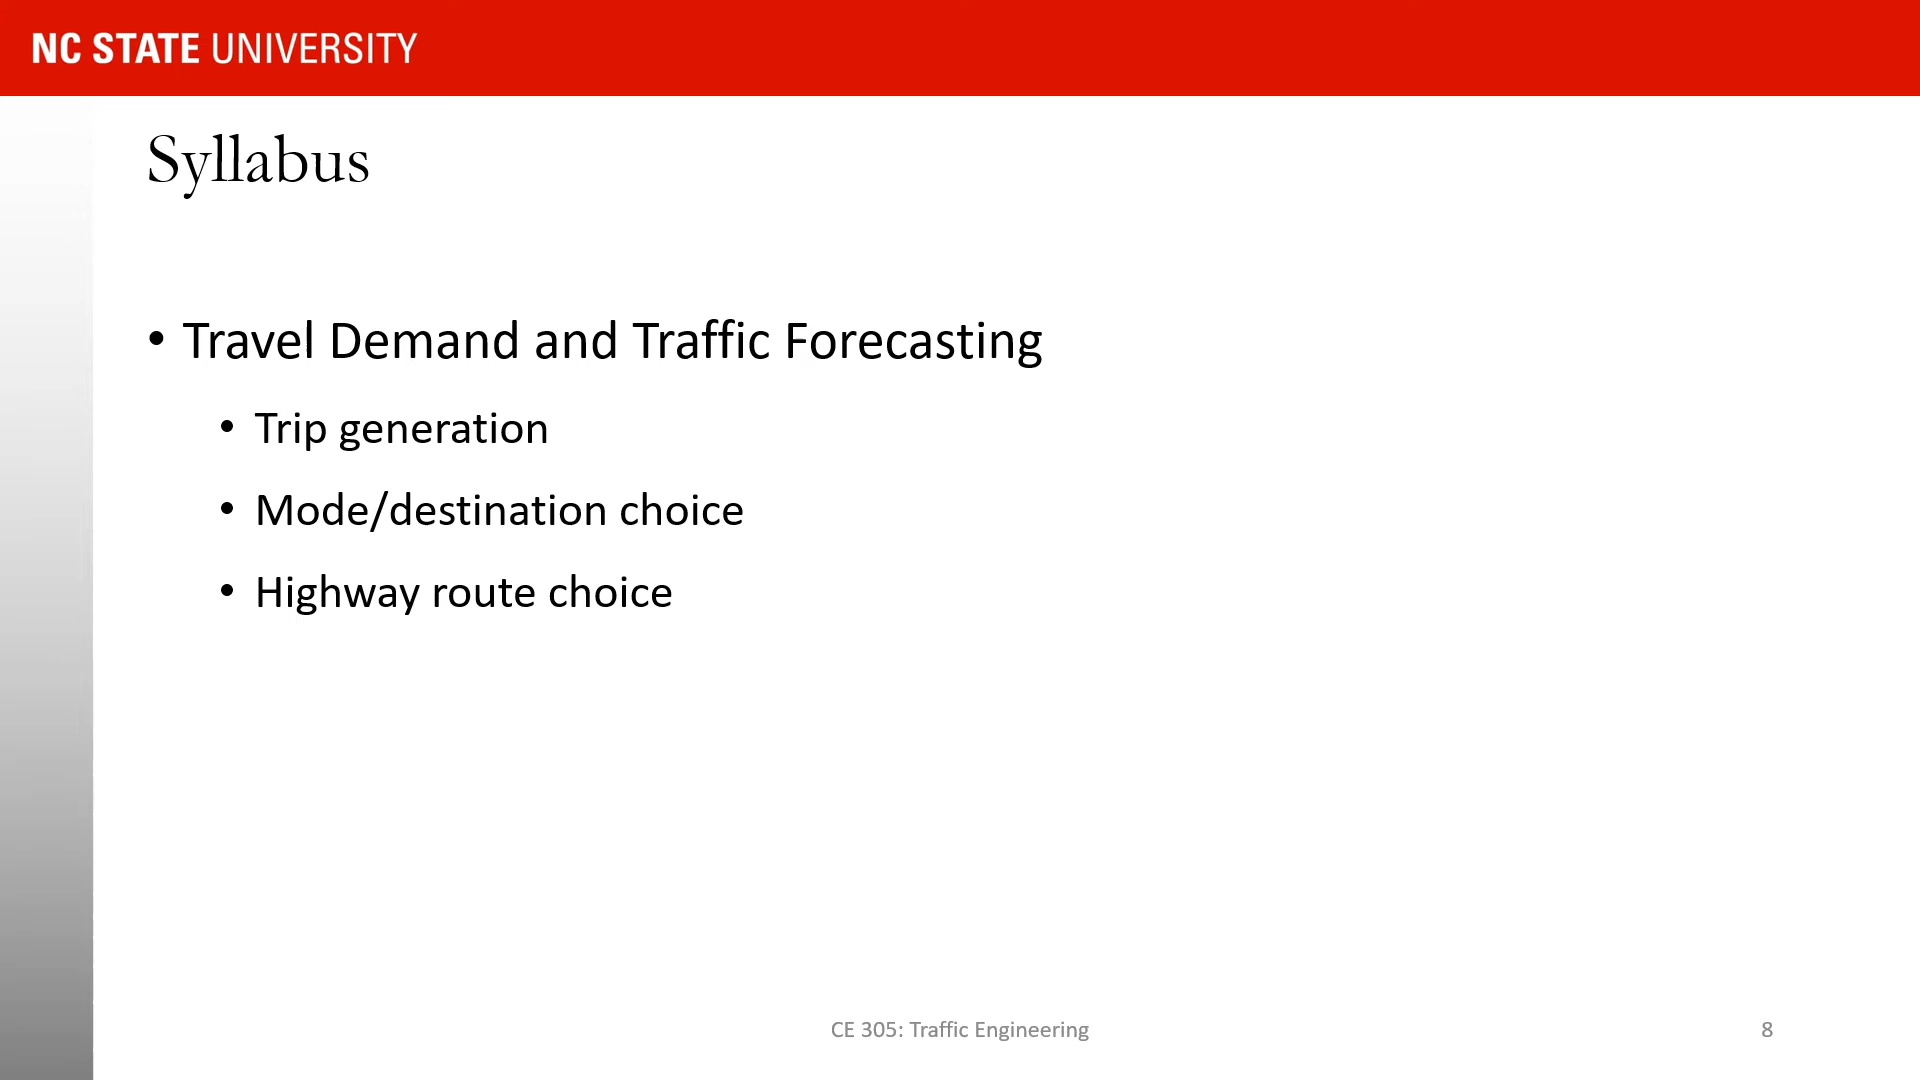 NC STATE UNIVERSITY
Syllabus
• Travel Demand and Traffic Forecasting
• Trip generation
• Mode/destination choice
• Highway route choice
CE 305: Traffic Engineering
8